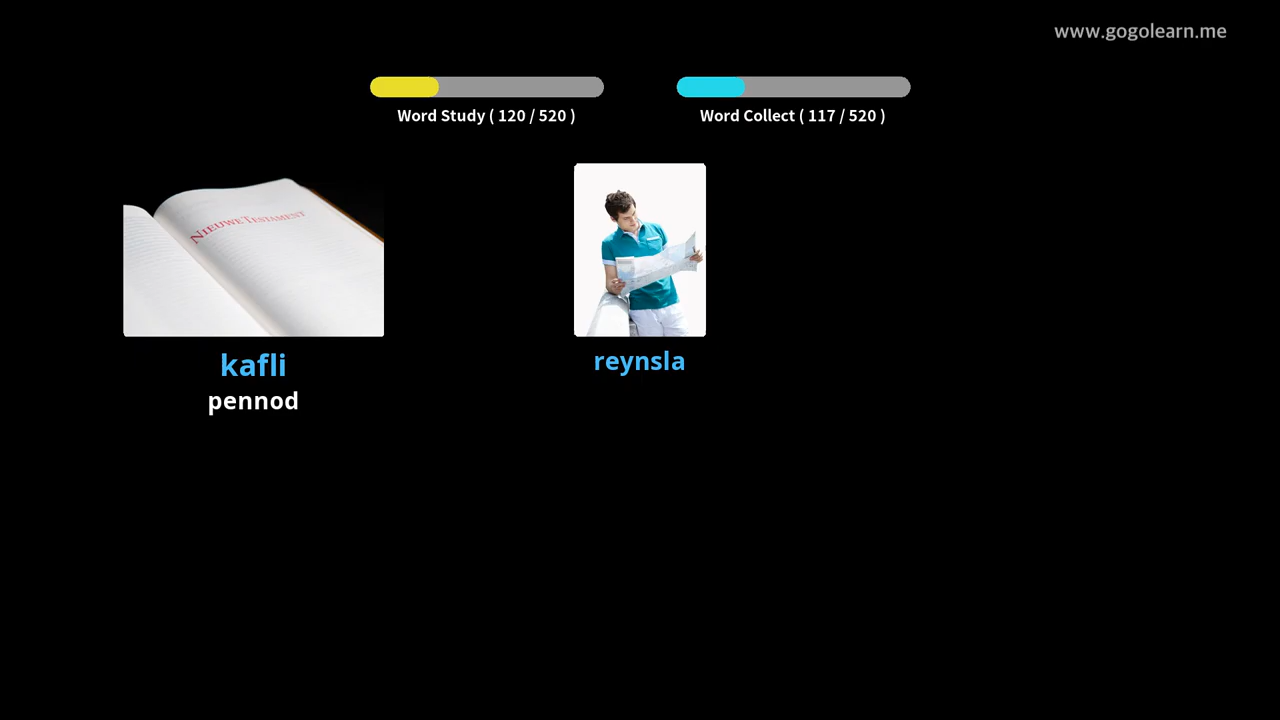 www.gogolearn.me
Word Study ( 120 / 520 )
Word Collect ( 117 / 520 )
NIEUWE TESTAMENT
kafli
pennod
reynsla